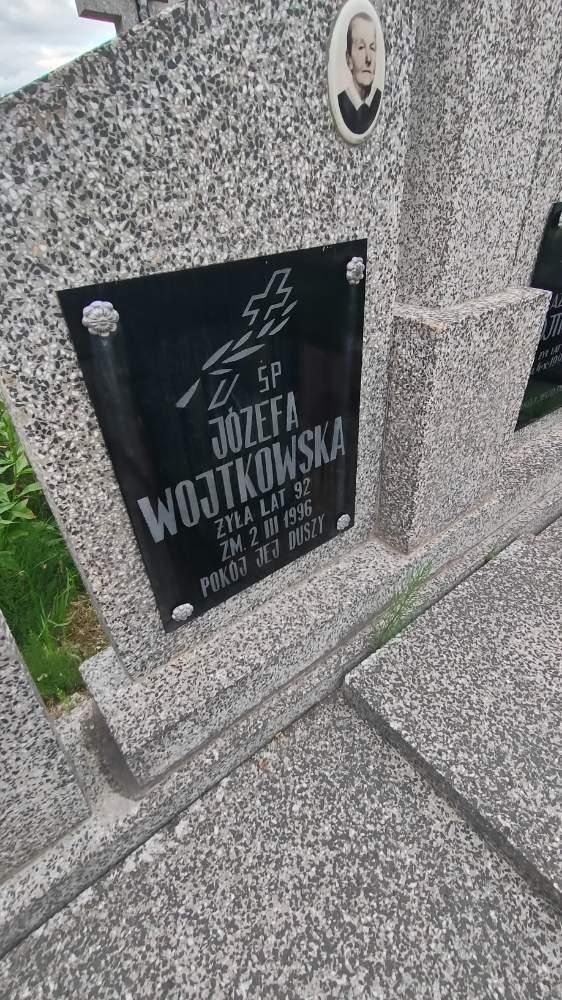 ŚP
JÓZEFA
WOJTKOWSKA
ŻYŁA LAT 92
ZM. 2 III 1996
POKÓJ JEJ DUSZY